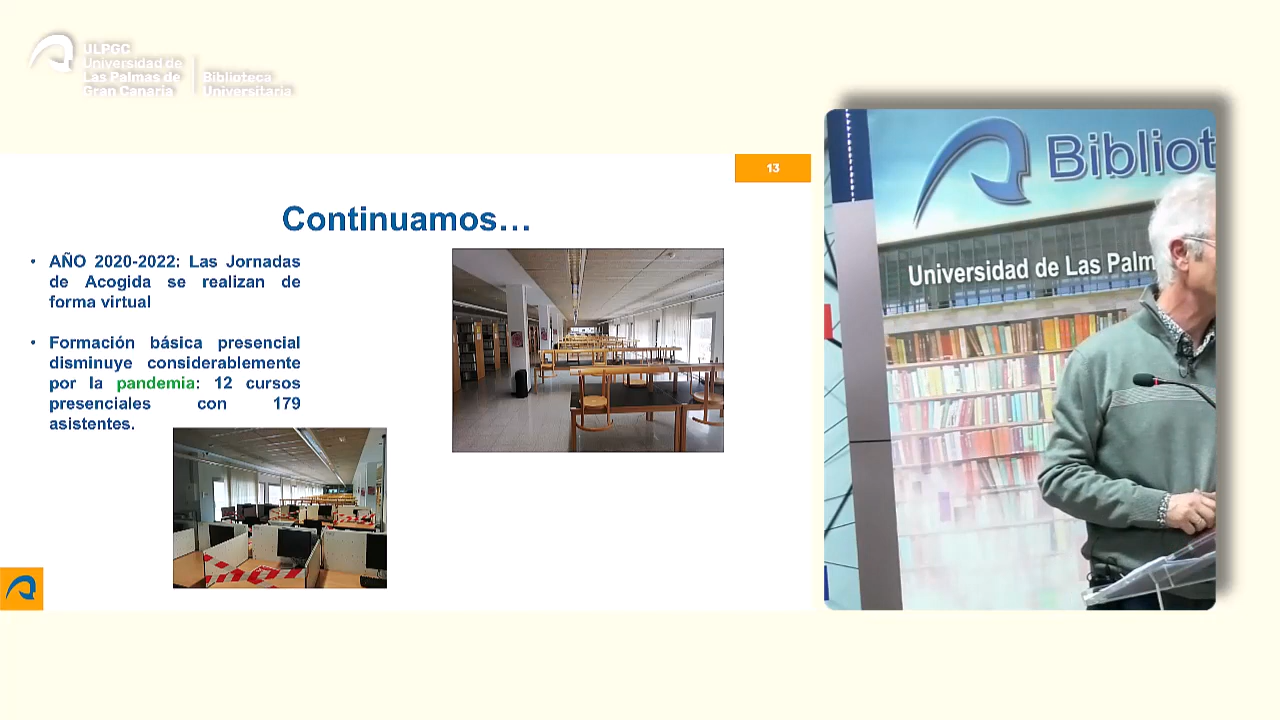 ULPGC
Universidad de
Las Palmas de
Gran Canaria
Biblioteca
Universitaria
13
Continuamos…
• AÑO 2020-2022: Las Jornadas
de Acogida se realizan de
forma virtual
• Formación básica presencial
disminuye considerablemente
por la pandemia: 12 cursos
presenciales con 179
asistentes.
Bibliot
Universidad de Las Palm